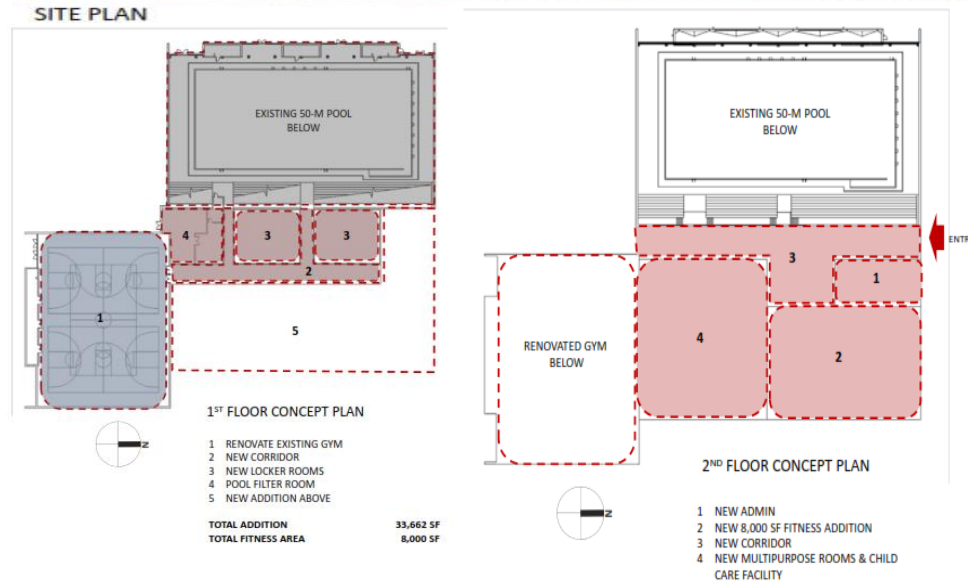 SITE PLAN
EXISTING 50-M POOL
BELOW
4
3
3
2
1
5
1ST FLOOR CONCEPT PLAN
N
1 RENOVATE EXISTING GYM
2 NEW CORRIDOR
3 NEW LOCKER ROOMS
4 POOL FILTER ROOM
5 NEW ADDITION ABOVE
TOTAL ADDITION 33,662 SF
TOTAL FITNESS AREA 8,000 SF
EXISTING 50-M POOL
BELOW
ENTR
3
1
4
2
RENOVATED GYM
BELOW
2ND FLOOR CONCEPT PLAN
N
1 NEW ADMIN
2 NEW 8,000 SF FITNESS ADDITION
3 NEW CORRIDOR
4 NEW MULTIPURPOSE ROOMS & CHILD
CARE FACILITY